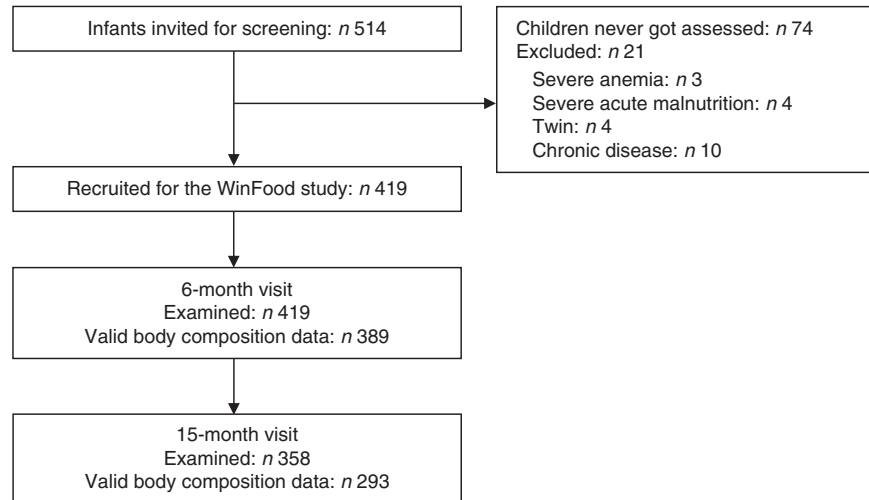 Infants invited for screening: n 514
Children never got assessed: n 74
Excluded: n 21
Severe anemia: n 3
Severe acute malnutrition: n 4
Twin: n 4
Chronic disease: n 10
Recruited for the WinFood study: n 419
6-month visit
Examined: n 419
Valid body composition data: n 389
15-month visit
Examined: n 358
Valid body composition data: n 293